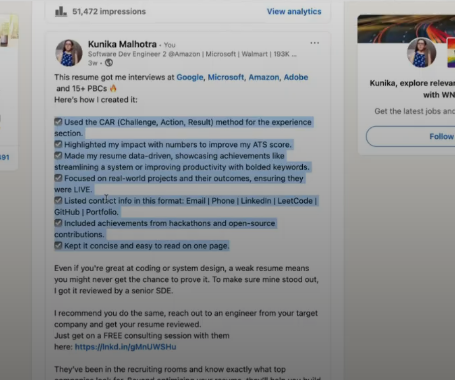 51,472 impressions
View analytics
Kunika Malhotra · You
Software Dev Engineer 2 @Amazon | Microsoft | Walmart | 193K ...
3w ·
This resume got me interviews at Google, Microsoft, Amazon, Adobe
and 15+ PBCs 🔥
Here's how I created it:
☑ Used the CAR (Challenge, Action, Result) method for the experience
section.
☑ Highlighted my impact with numbers to improve my ATS score.
☑ Made my resume data-driven, showcasing achievements like
streamlining a system or improving productivity with bolded keywords.
☑ Focused on real-world projects and their outcomes, ensuring they
were LIVE.
☑ Listed contact info in this format: Email | Phone | LinkedIn | LeetCode |
GitHub | Portfolio.
☑ Included achievements from hackathons and open-source
contributions.
☑ Kept it concise and easy to read on one page.
Even if you're great at coding or system design, a weak resume means
you might never get the chance to prove it. To make sure mine stood out,
I got it reviewed by a senior SDE.
I recommend you do the same, reach out to an engineer from your target
company and get your resume reviewed.
Just get on a FREE consulting session with them
here: https://lnkd.in/gMnUWSHu
They've been in the recruiting rooms and know exactly what top
491
Kunika, explore relevan
with WN
Get the latest jobs and
Follow